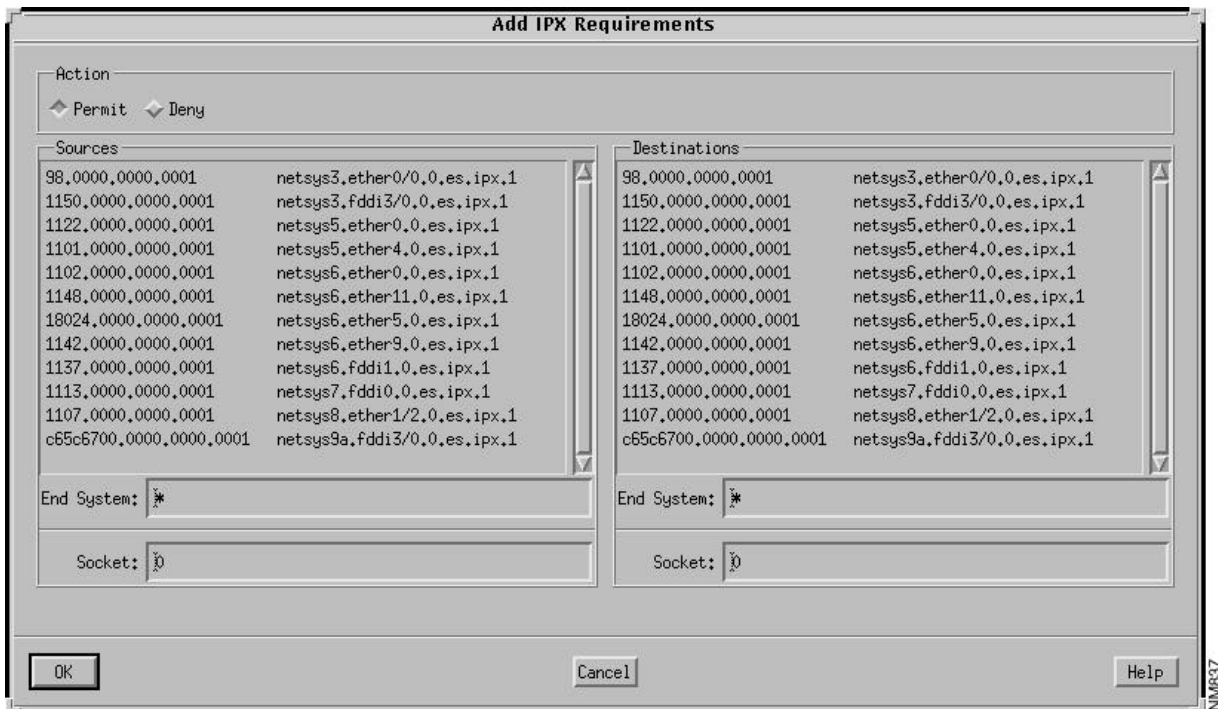 Add IPX Requirements
Action
Permit Deny
Sources
98.0000.0000.0001 netsys3.ether0/0.0.es.ipx.1
1150.0000.0000.0001 netsys3.fddi3/0.0.es.ipx.1
1122.0000.0000.0001 netsys5.ether0.0.es.ipx.1
1101.0000.0000.0001 netsys5.ether4.0.es.ipx.1
1102.0000.0000.0001 netsys6.ether0.0.es.ipx.1
1148.0000.0000.0001 netsys6.ether11.0.es.ipx.1
18024.0000.0000.0001 netsys6.ether5.0.es.ipx.1
1142.0000.0000.0001 netsys6.ether9.0.es.ipx.1
1137.0000.0000.0001 netsys6.fddi1.0.es.ipx.1
1113.0000.0000.0001 netsys7.fddi0.0.es.ipx.1
1107.0000.0000.0001 netsys8.ether1/2.0.es.ipx.1
c65c6700.0000.0000.0001 netsys9a.fddi3/0.0.es.ipx.1
End System: *
Socket: 0
Destinations
98.0000.0000.0001 netsys3.ether0/0.0.es.ipx.1
1150.0000.0000.0001 netsys3.fddi3/0.0.es.ipx.1
1122.0000.0000.0001 netsys5.ether0.0.es.ipx.1
1101.0000.0000.0001 netsys5.ether4.0.es.ipx.1
1102.0000.0000.0001 netsys6.ether0.0.es.ipx.1
1148.0000.0000.0001 netsys6.ether11.0.es.ipx.1
18024.0000.0000.0001 netsys6.ether5.0.es.ipx.1
1142.0000.0000.0001 netsys6.ether9.0.es.ipx.1
1137.0000.0000.0001 netsys6.fddi1.0.es.ipx.1
1113.0000.0000.0001 netsys7.fddi0.0.es.ipx.1
1107.0000.0000.0001 netsys8.ether1/2.0.es.ipx.1
c65c6700.0000.0000.0001 netsys9a.fddi3/0.0.es.ipx.1
End System: *
Socket: 0
OK
Cancel
Help
NM837